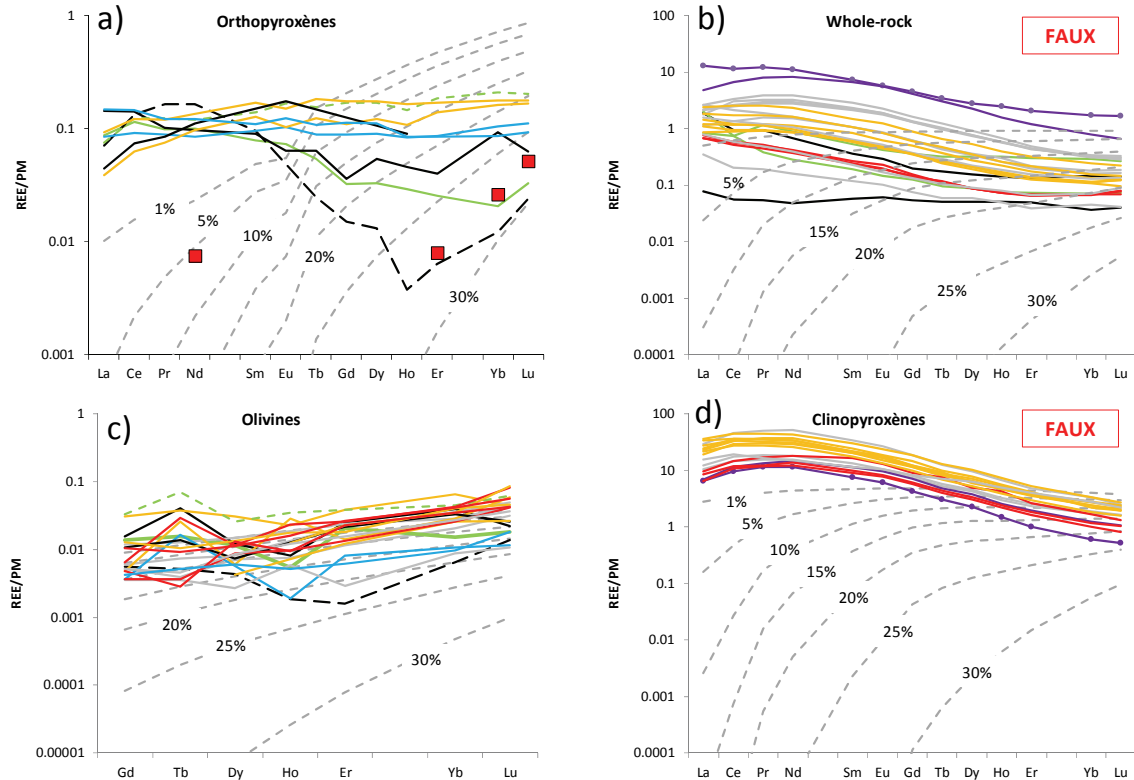 a)
Orthopyroxènes
1
0.1
0.01
0.001
REE/PM
1%
5%
10%
20%
30%
La Ce Pr Nd Sm Eu Tb Gd Dy Ho Er Yb Lu
b)
Whole-rock
FAUX
100
10
1
0.1
0.01
0.001
0.0001
REE/PM
5%
15%
20%
25%
30%
La Ce Pr Nd Sm Eu Gd Tb Dy Ho Er Yb Lu
c)
Olivines
1
0.1
0.01
0.001
0.0001
0.00001
REE/PM
20%
25%
30%
Gd Tb Dy Ho Er Yb Lu
d)
Clinopyroxènes
FAUX
100
10
1
0.1
0.01
0.001
0.0001
REE/PM
1%
5%
10%
15%
20%
25%
30%
La Ce Pr Nd Sm Eu Gd Tb Dy Ho Er Yb Lu